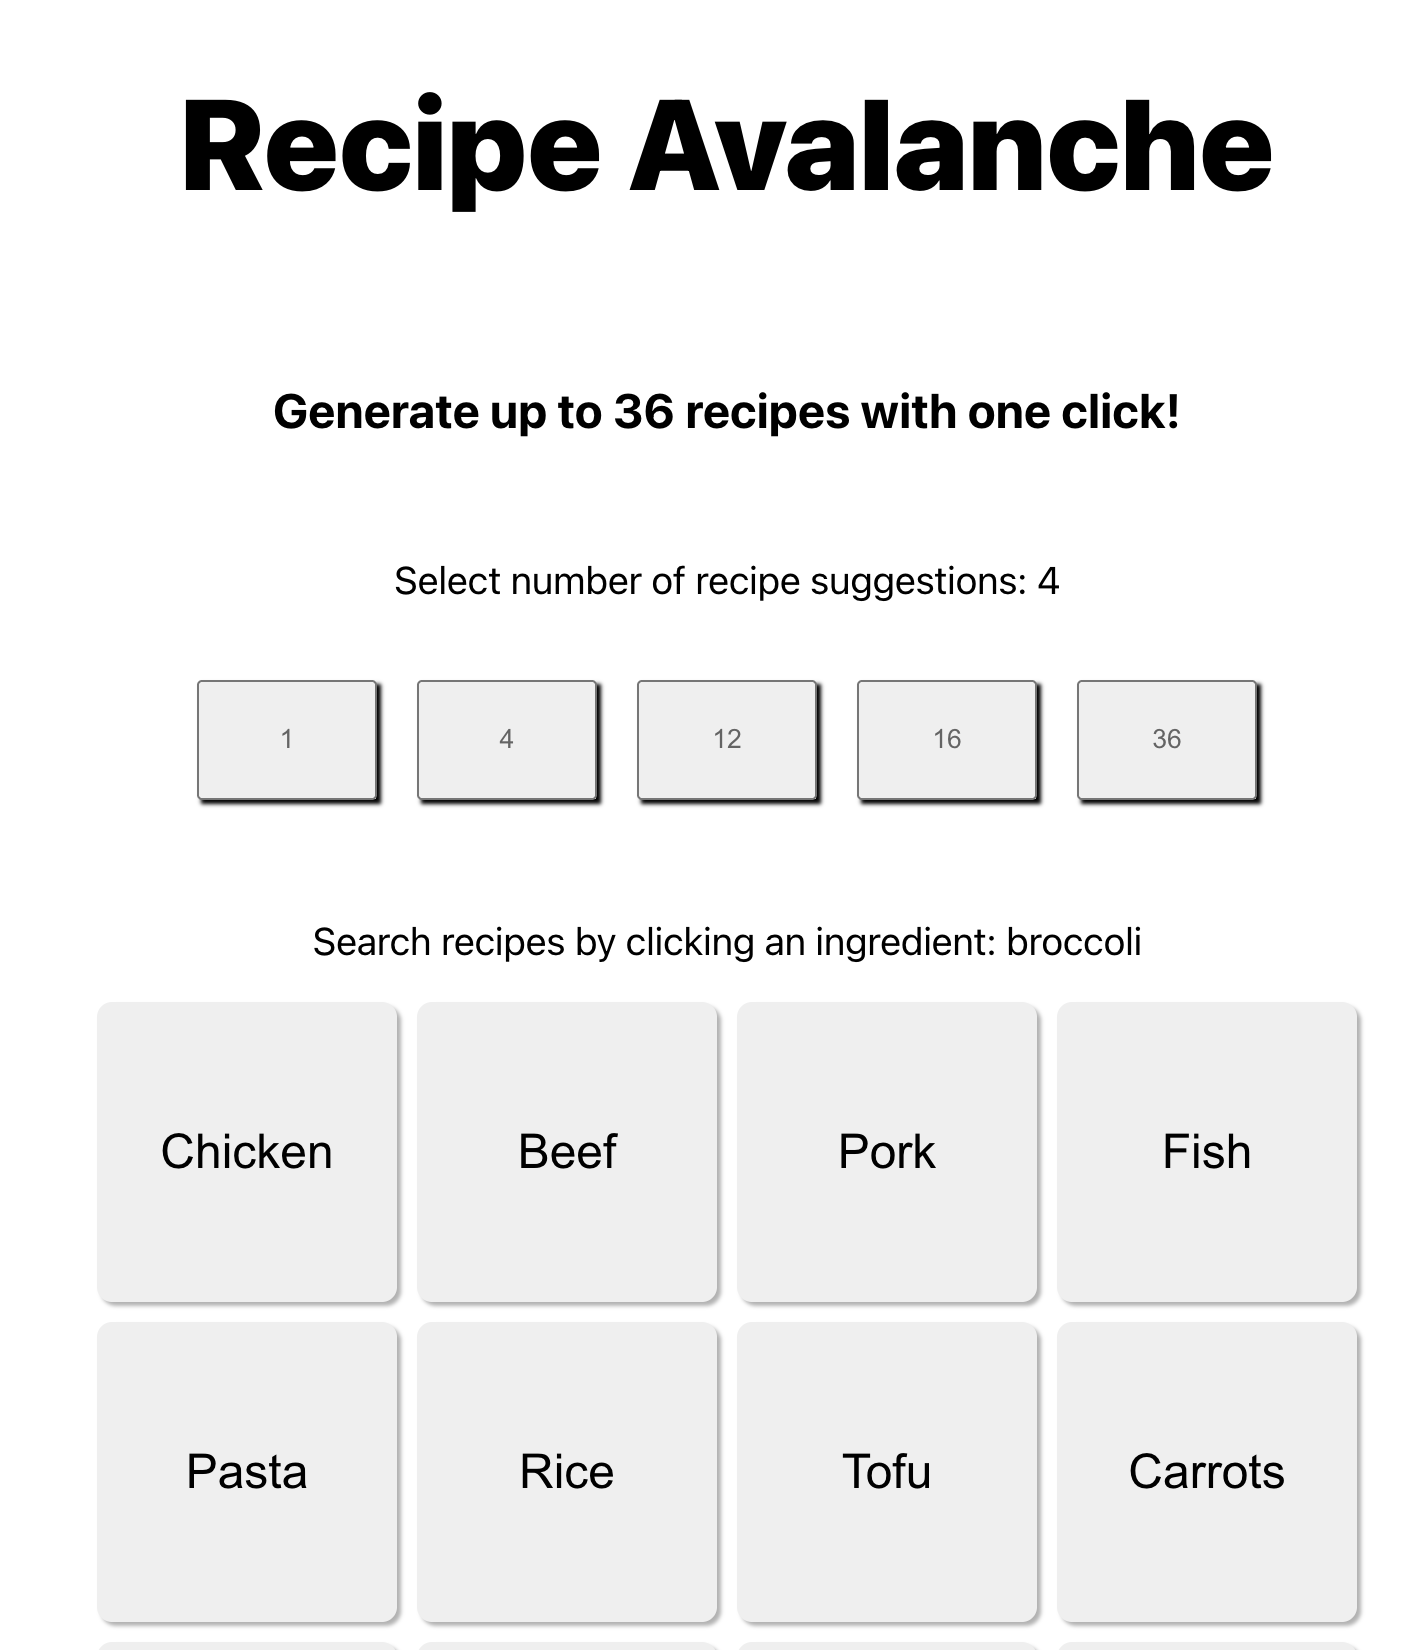 Recipe Avalanche
Generate up to 36 recipes with one click!
Select number of recipe suggestions: 4
1 4 12 16 36
Search recipes by clicking an ingredient: broccoli
Chicken Beef Pork Fish
Pasta Rice Tofu Carrots